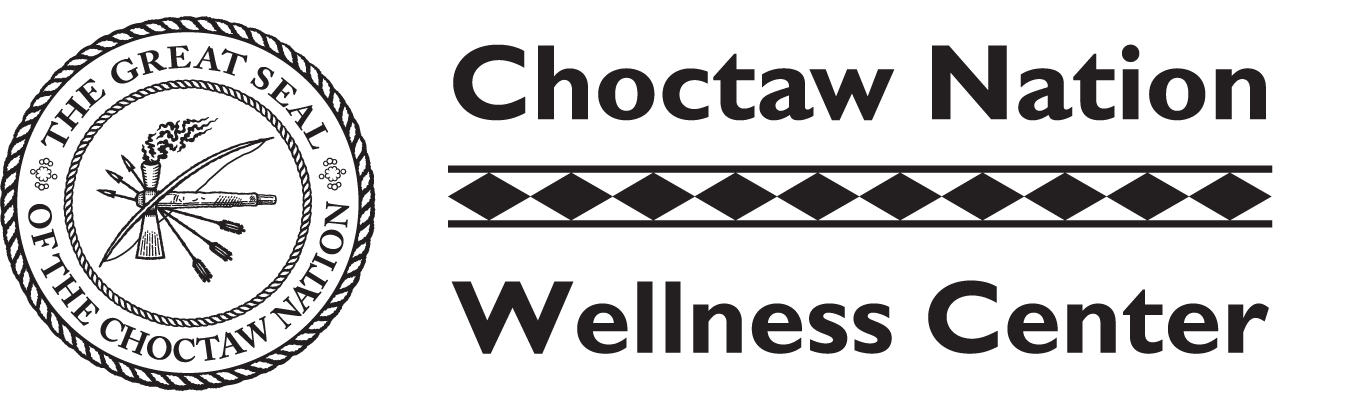 THE GREAT SEAL
OF THE CHOCTAW NATION
Choctaw Nation
Wellness Center